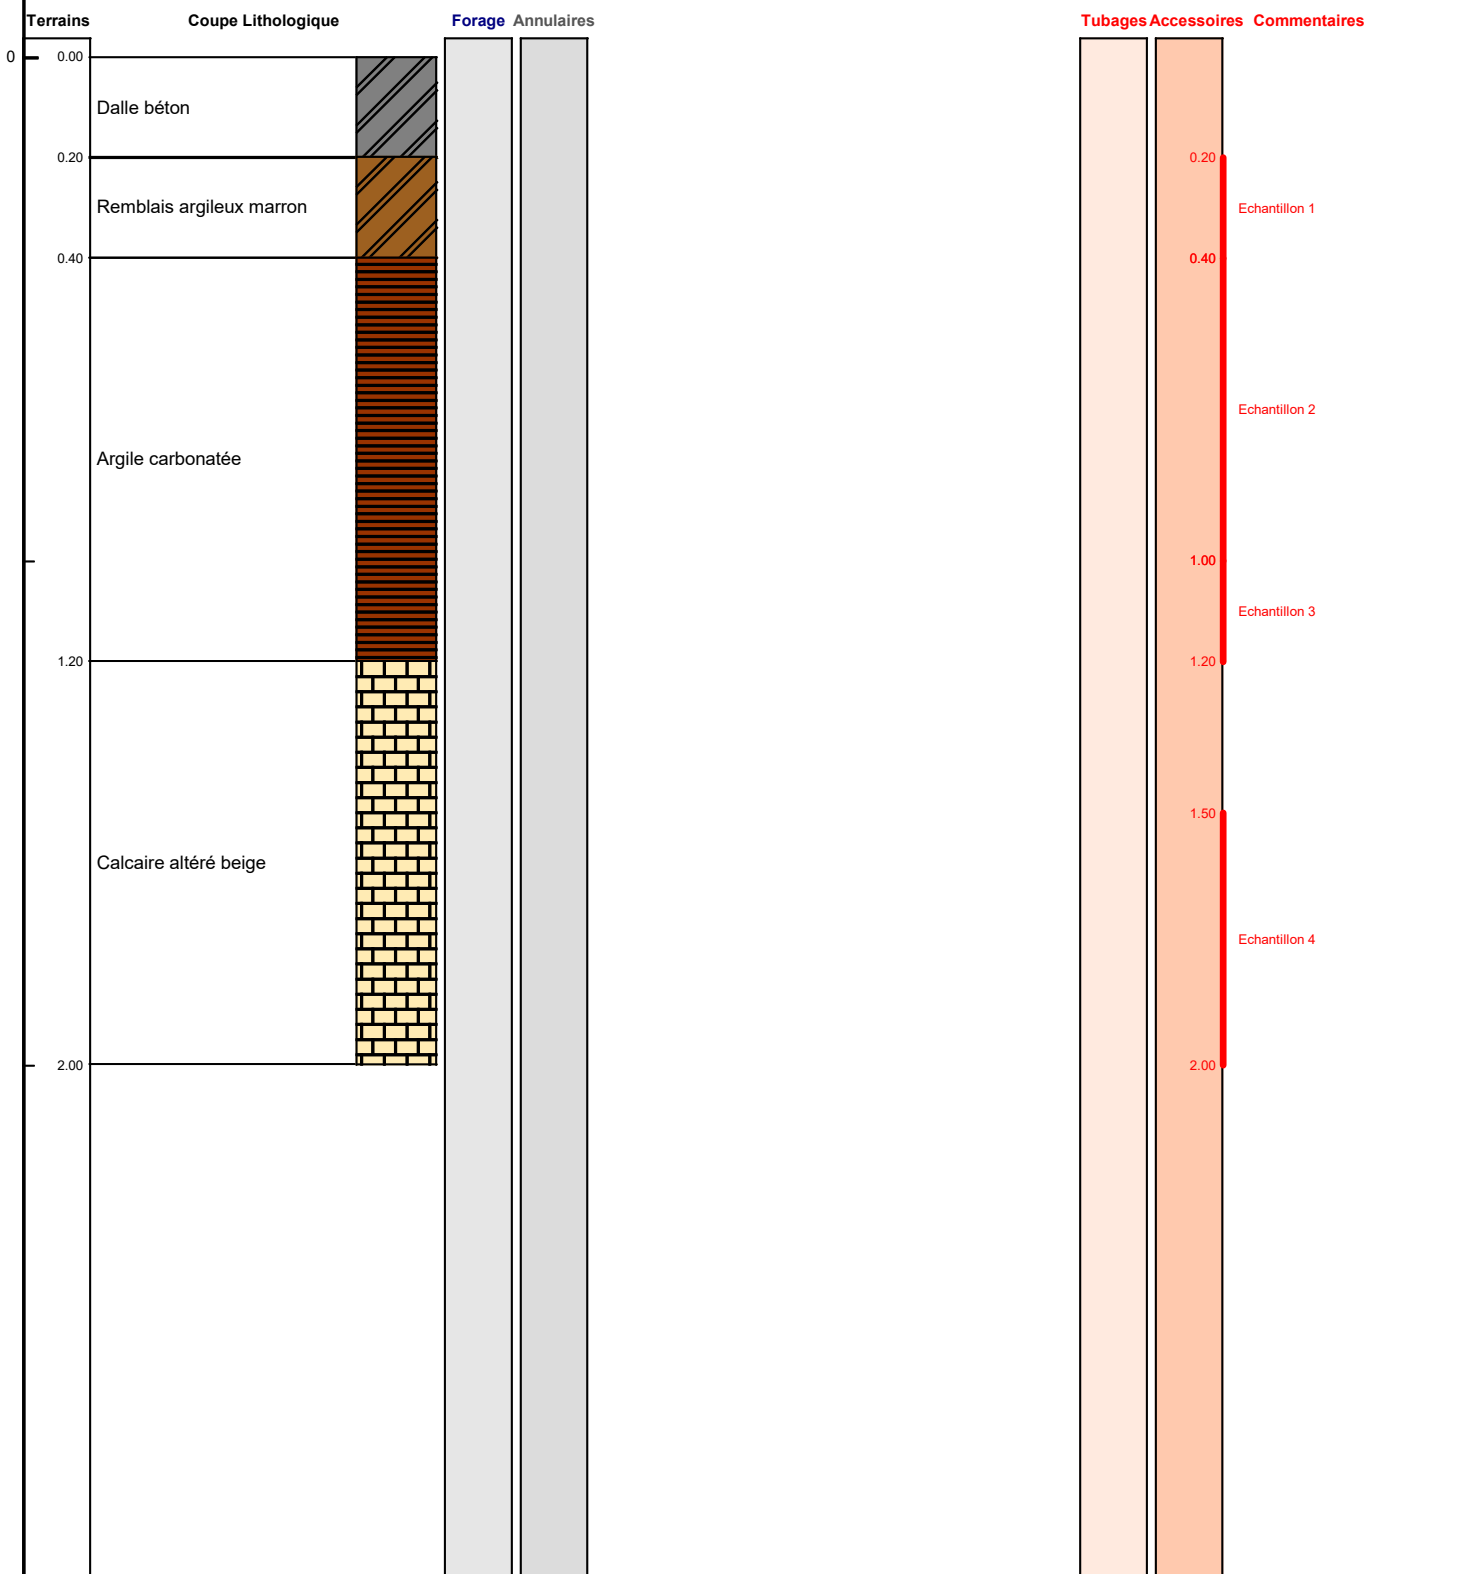 Terrains Coupe Lithologique Forage Annulaires Tubages Accessoires Commentaires
0 0.00
Dalle béton
0.20 0.20
Remblais argileux marron Echantillon 1
0.40 0.40
Echantillon 2
Argile carbonatée
1.00
Echantillon 3
1.20 1.20
1.50
Calcaire altéré beige
Echantillon 4
2.00 2.00